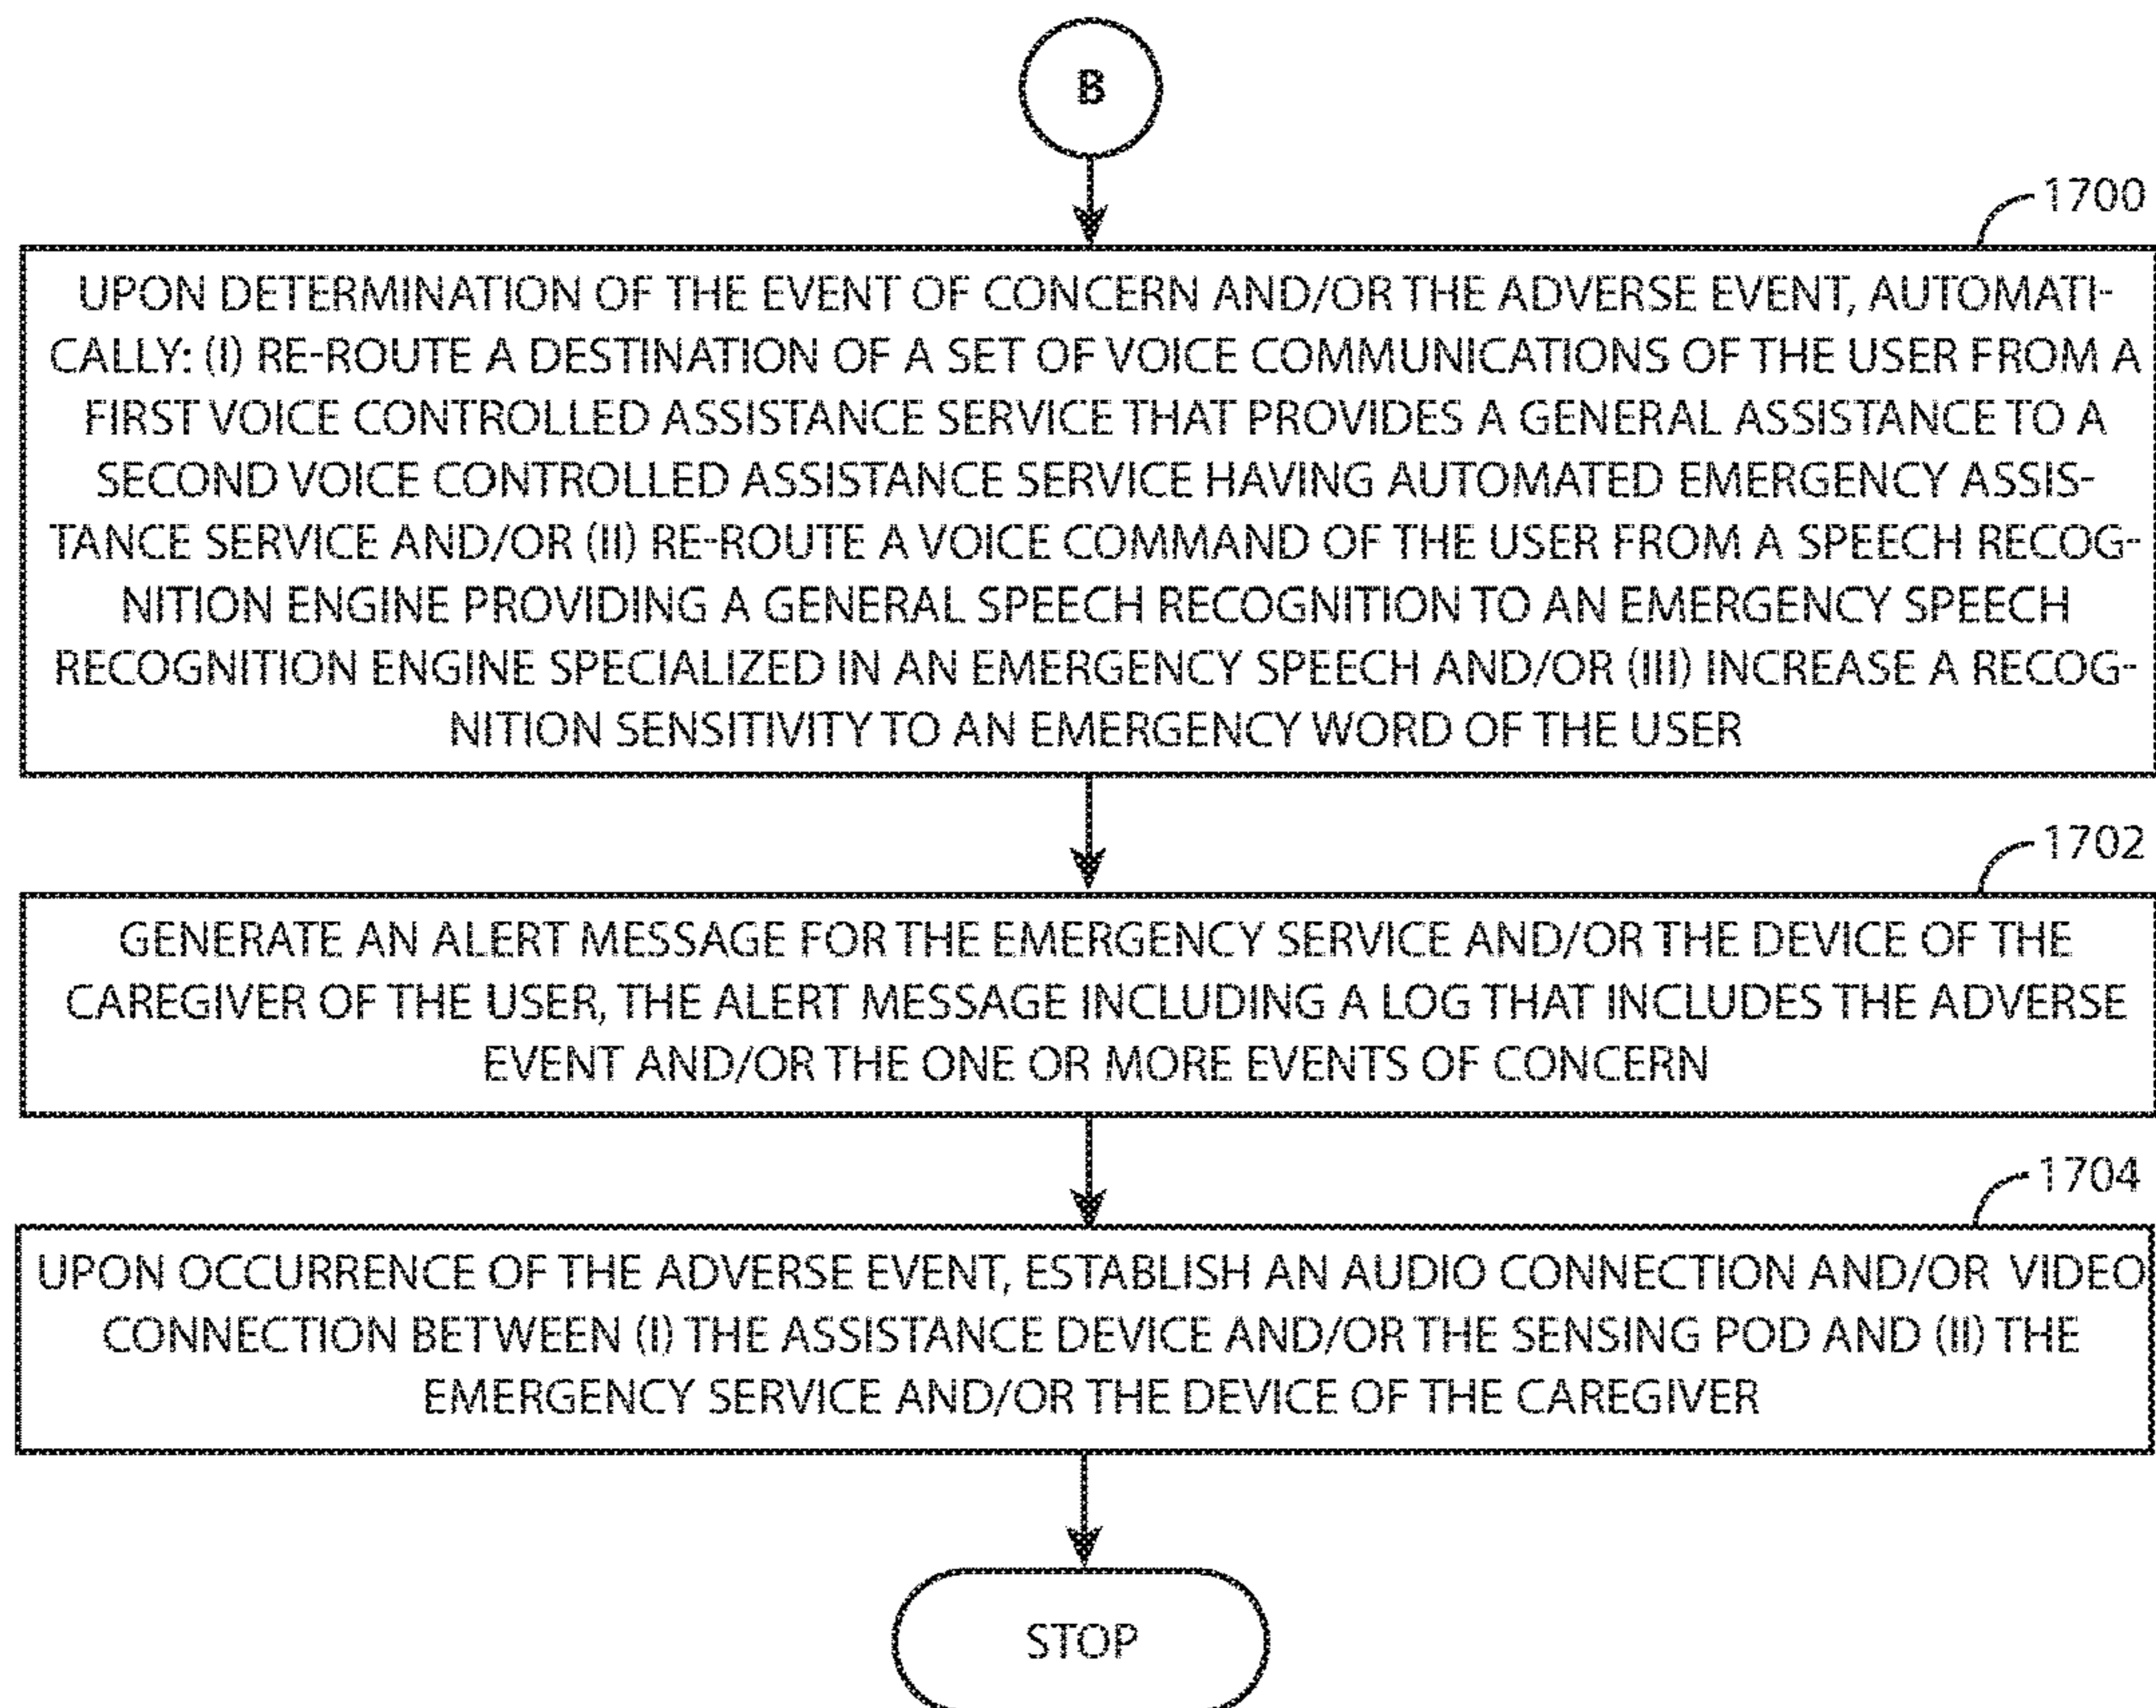 B
1700
UPON DETERMINATION OF THE EVENT OF CONCERN AND/OR THE ADVERSE EVENT, AUTOMATI-
CALLY: (I) RE-ROUTE A DESTINATION OF A SET OF VOICE COMMUNICATIONS OF THE USER FROM A
FIRST VOICE CONTROLLED ASSISTANCE SERVICE THAT PROVIDES A GENERAL ASSISTANCE TO A
SECOND VOICE CONTROLLED ASSISTANCE SERVICE HAVING AUTOMATED EMERGENCY ASSIS-
TANCE SERVICE AND/OR (II) RE-ROUTE A VOICE COMMAND OF THE USER FROM A SPEECH RECOG-
NITION ENGINE PROVIDING A GENERAL SPEECH RECOGNITION TO AN EMERGENCY SPEECH
RECOGNITION ENGINE SPECIALIZED IN AN EMERGENCY SPEECH AND/OR (III) INCREASE A RECOG-
NITION SENSITIVITY TO AN EMERGENCY WORD OF THE USER
1702
GENERATE AN ALERT MESSAGE FOR THE EMERGENCY SERVICE AND/OR THE DEVICE OF THE
CAREGIVER OF THE USER, THE ALERT MESSAGE INCLUDING A LOG THAT INCLUDES THE ADVERSE
EVENT AND/OR THE ONE OR MORE EVENTS OF CONCERN
1704
UPON OCCURRENCE OF THE ADVERSE EVENT, ESTABLISH AN AUDIO CONNECTION AND/OR VIDEO
CONNECTION BETWEEN (I) THE ASSISTANCE DEVICE AND/OR THE SENSING POD AND (II) THE
EMERGENCY SERVICE AND/OR THE DEVICE OF THE CAREGIVER
STOP